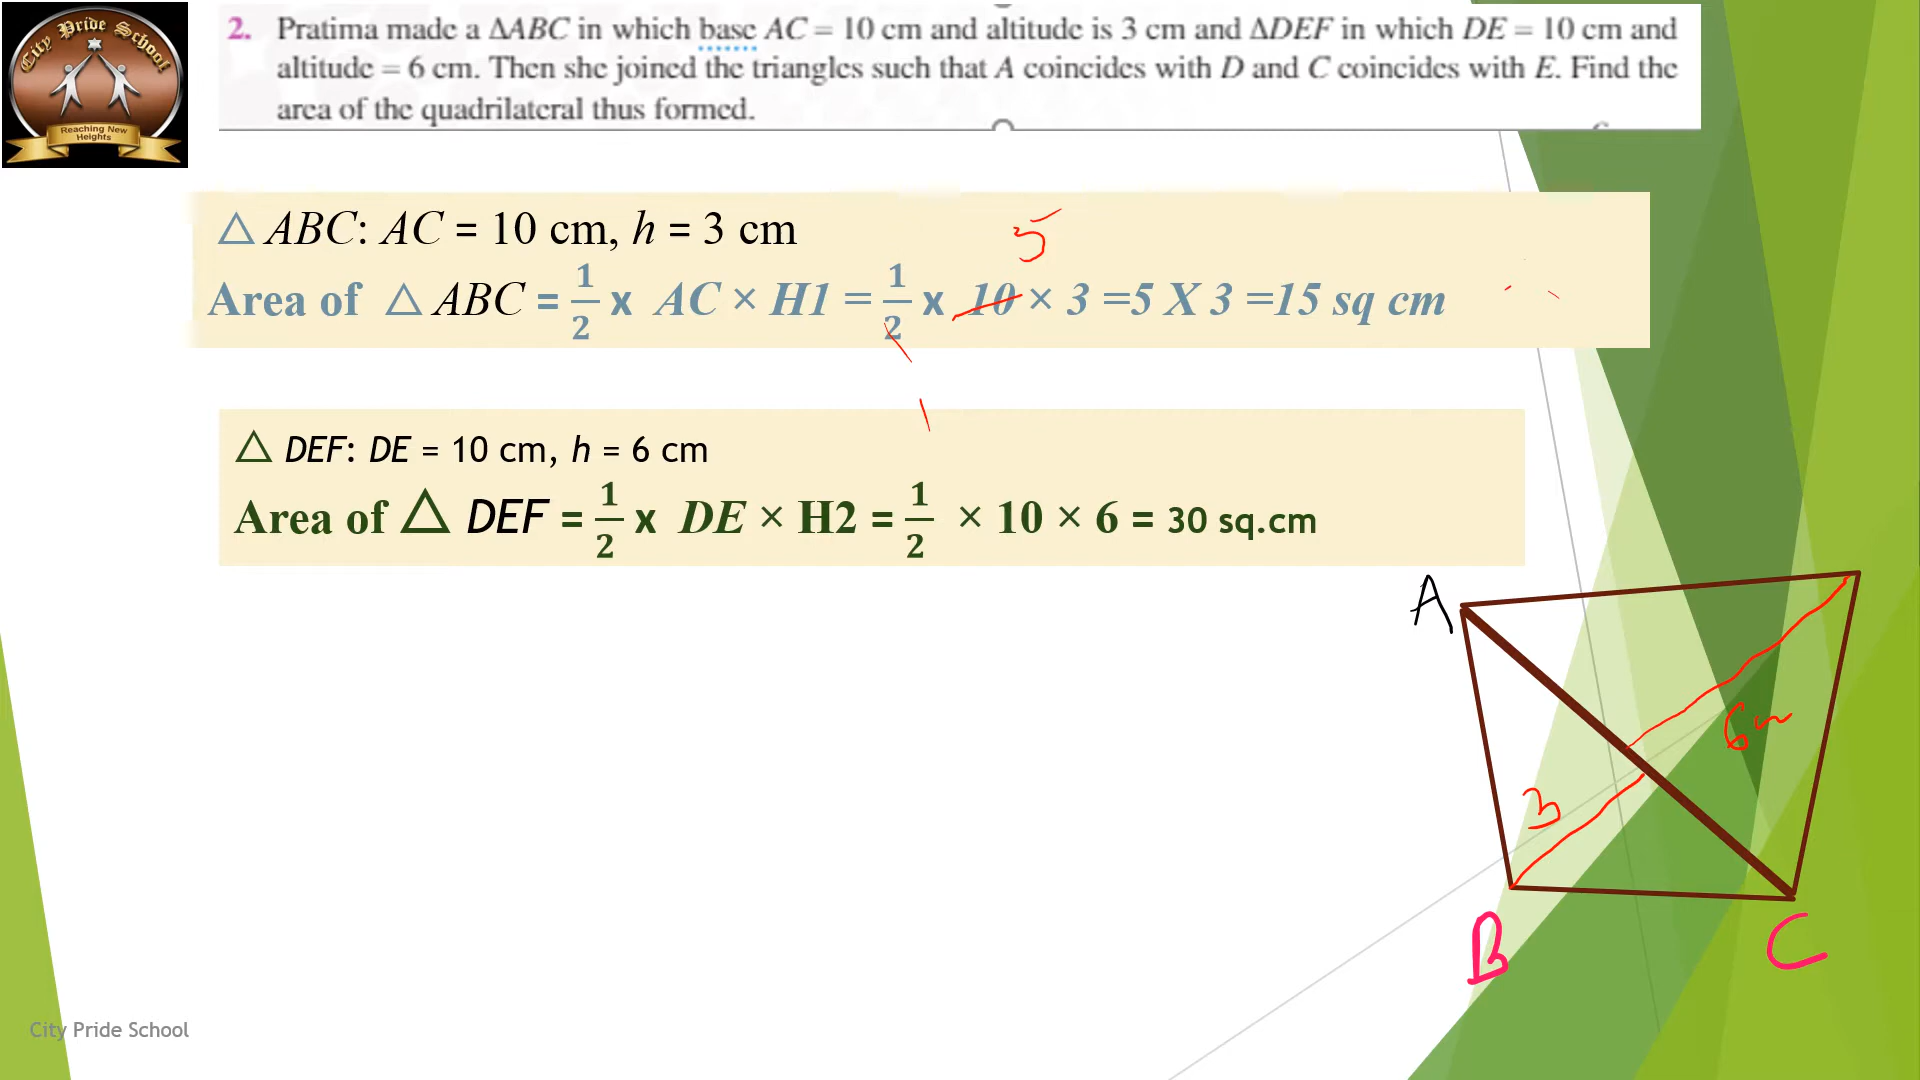 City Pride School
Reaching New
Heights
2. Pratima made a ΔABC in which base AC = 10 cm and altitude is 3 cm and ΔDEF in which DE = 10 cm and
altitude = 6 cm. Then she joined the triangles such that A coincides with D and C coincides with E. Find the
area of the quadrilateral thus formed.
△ ABC: AC = 10 cm, h = 3 cm
5
Area of △ ABC = 1/2 x AC × H1 = 1/2 x 10 × 3 =5 X 3 =15 sq cm
1
△ DEF: DE = 10 cm, h = 6 cm
Area of △ DEF = 1/2 x DE × H2 = 1/2 × 10 × 6 = 30 sq.cm
A
6
3
B
C
City Pride School